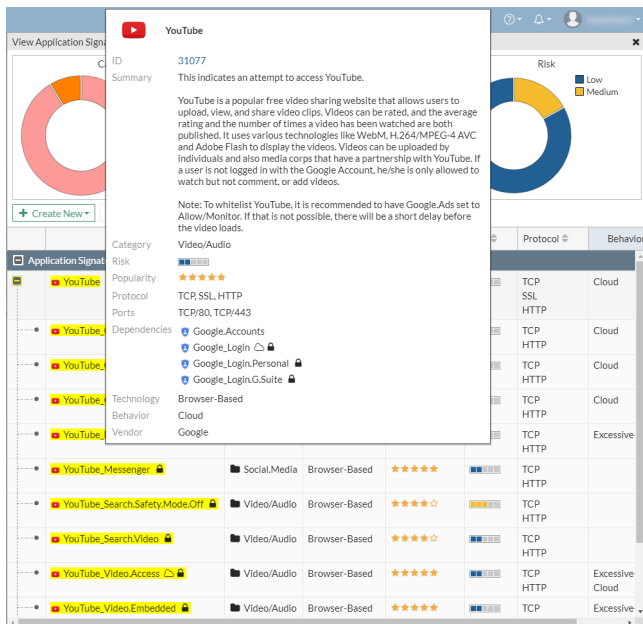 View Application Signa
Risk
Low
Medium
Create New
YouTube
ID 31077
Summary This indicates an attempt to access YouTube.
YouTube is a popular free video sharing website that allows users to
upload, view, and share video clips. Videos can be rated, and the average
rating and the number of times a video has been watched are both
published. It uses various technologies like WebM, H.264/MPEG-4 AVC
and Adobe Flash to display the videos. Videos can be uploaded by
individuals and also media corps that have a partnership with YouTube. If
a user is not logged in with the Google Account, he/she is only allowed to
watch but not comment, or add videos.
Note: To whitelist YouTube, it is recommended to have Google.Ads set to
Allow/Monitor. If that is not possible, there will be a short delay before
the video loads.
Category Video/Audio
Risk
Popularity
Protocol TCP, SSL, HTTP
Ports TCP/80, TCP/443
Dependencies Google.Accounts
Google_Login
Google_Login.Personal
Google_Login.G.Suite
Technology Browser-Based
Behavior Cloud
Vendor Google
Protocol Behavior
Application Signat
YouTube TCP Cloud
SSL
HTTP
YouTube_ TCP Cloud
HTTP
YouTube_ TCP Cloud
HTTP
YouTube_ TCP Cloud
HTTP
YouTube_ TCP Excessive-
HTTP
YouTube_Messenger Social.Media Browser-Based TCP
HTTP
YouTube_Search.Safety.Mode.Off Video/Audio Browser-Based TCP
HTTP
YouTube_Search.Video Video/Audio Browser-Based TCP
HTTP
YouTube_Video.Access Video/Audio Browser-Based TCP Excessive-
HTTP Cloud
YouTube_Video.Embedded Video/Audio Browser-Based TCP Excessive-